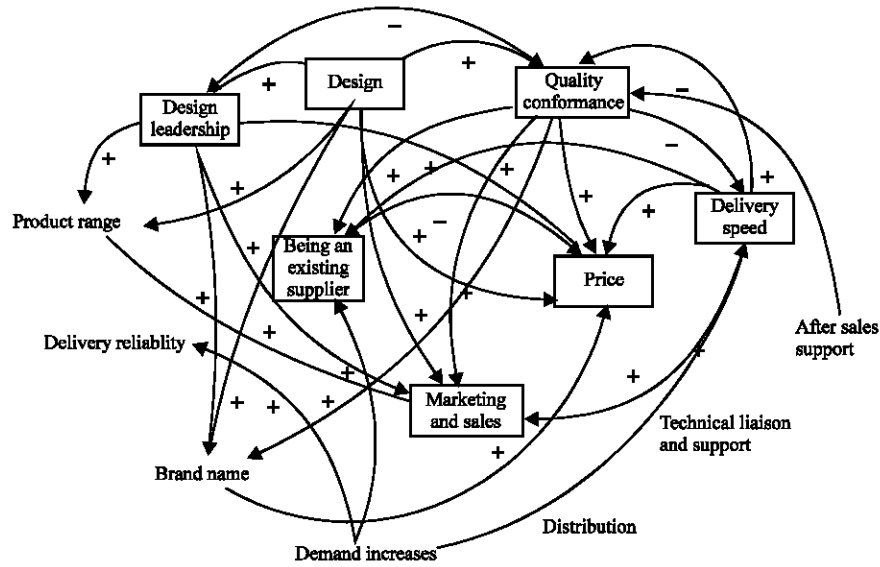 −
+
+
Design
Quality
conformance
−
Design
leadership
+
+
+
+
+
−
+
+
Product range
+
−
+
+
Delivery
speed
+
+
Being an
existing
supplier
Price
+
+
+
After sales
support
Delivery reliablity
+
+
+
+
Marketing
and sales
+
+
+
Technical liaison
and support
+
Brand name
Distribution
Demand increases